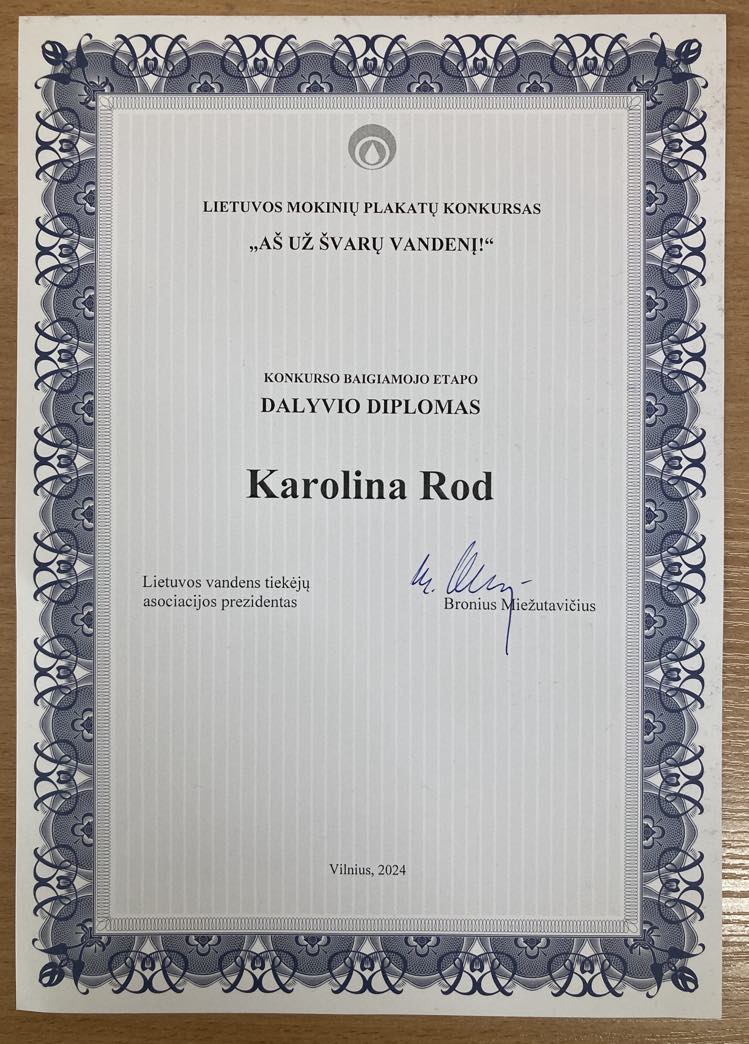 LIETUVOS MOKINIŲ PLAKATŲ KONKURSAS
„AŠ UŽ ŠVARŲ VANDENĮ!“
KONKURSO BAIGIAMOJO ETAPO
DALYVIO DIPLOMAS
Karolina Rod
Lietuvos vandens tiekėjų
asociacijos prezidentas
Bronius Miežutavičius
Vilnius, 2024